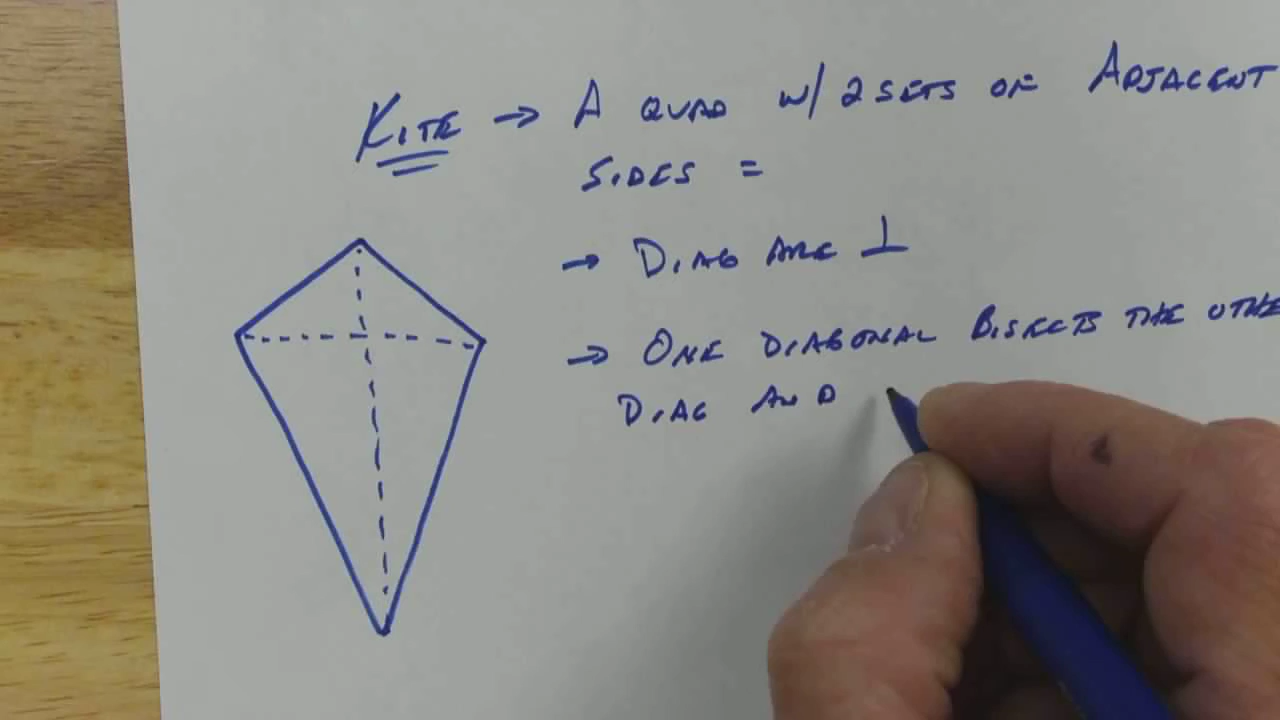 KITE → A QUAD W/ 2 SETS OF ADJACENT
SIDES =
→ DIAG ARE ⊥
→ ONE DIAGONAL BISECTS THE OTHE
DIAG AND